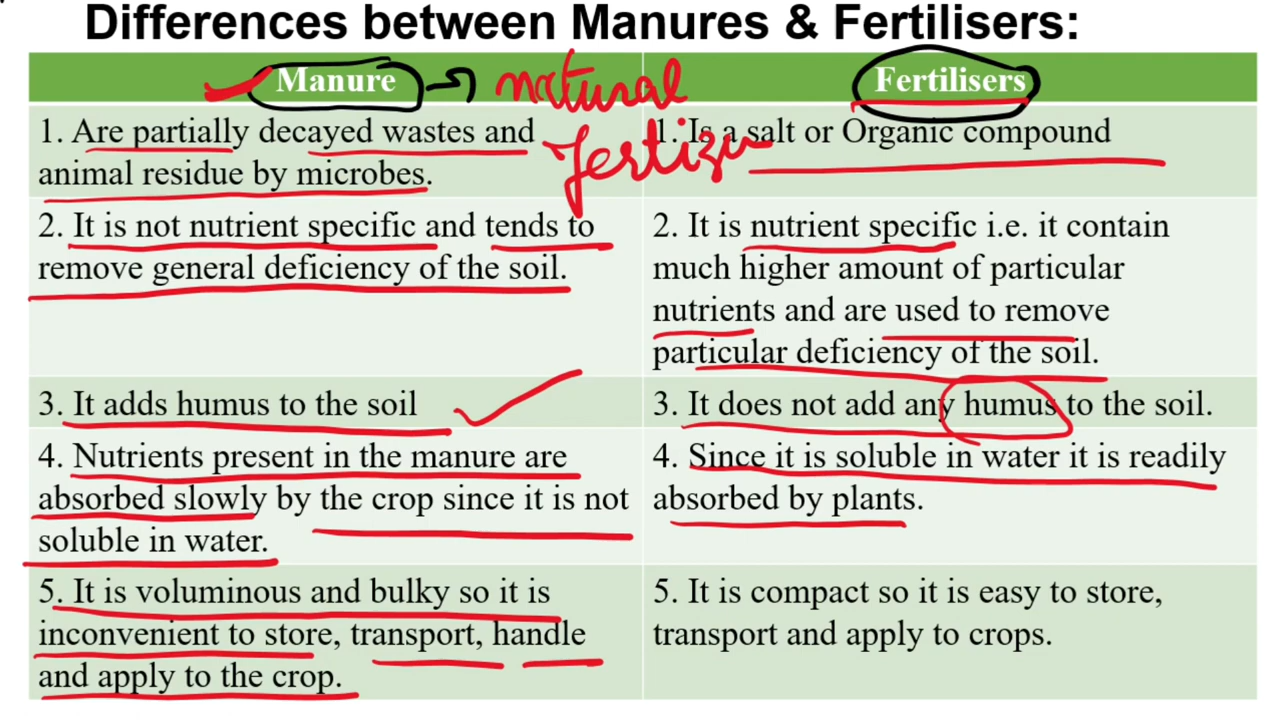 Differences between Manures & Fertilisers:
Manure
natural
fertiz
Fertilisers
1. Are partially decayed wastes and
animal residue by microbes.
1. Is a salt or Organic compound
2. It is not nutrient specific and tends to
remove general deficiency of the soil.
2. It is nutrient specific i.e. it contain
much higher amount of particular
nutrients and are used to remove
particular deficiency of the soil.
3. It adds humus to the soil
3. It does not add any humus to the soil.
4. Nutrients present in the manure are
absorbed slowly by the crop since it is not
soluble in water.
4. Since it is soluble in water it is readily
absorbed by plants.
5. It is voluminous and bulky so it is
inconvenient to store, transport, handle
and apply to the crop.
5. It is compact so it is easy to store,
transport and apply to crops.